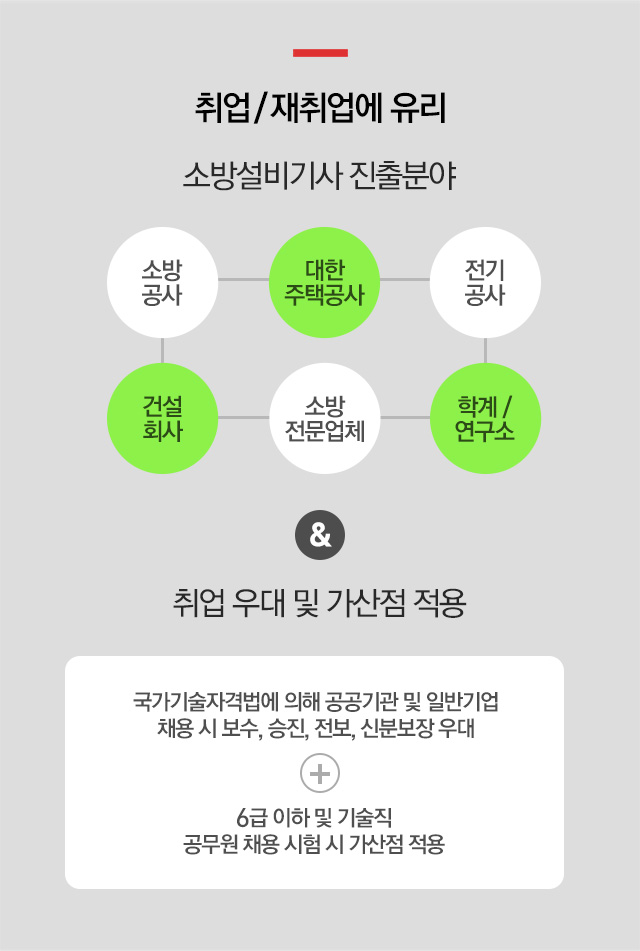 취업/재취업에 유리
소방설비기사 진출분야
소방
공사
대한
주택공사
전기
공사
건설
회사
소방
전문업체
학계 /
연구소
&
취업 우대 및 가산점 적용
국가기술자격법에 의해 공공기관 및 일반기업
채용 시 보수, 승진, 전보, 신분보장 우대
+
6급 이하 및 기술직
공무원 채용 시험 시 가산점 적용